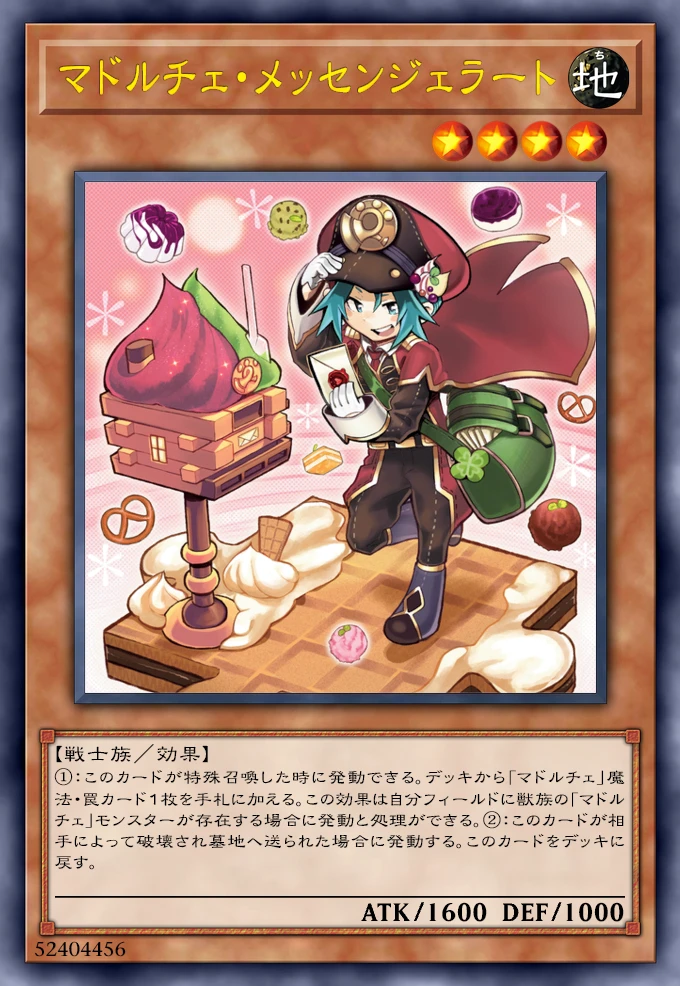 マドルチェ・メッセンジェラート
ち
地
【戦士族／効果】
①：このカードが特殊召喚した時に発動できる。デッキから「マドルチェ」魔
法・罠カード１枚を手札に加える。この効果は自分フィールドに獣族の「マドル
チェ」モンスターが存在する場合に発動と処理ができる。②：このカードが相
手によって破壊され墓地へ送られた場合に発動する。このカードをデッキに
戻す。
ATK/1600 DEF/1000
52404456